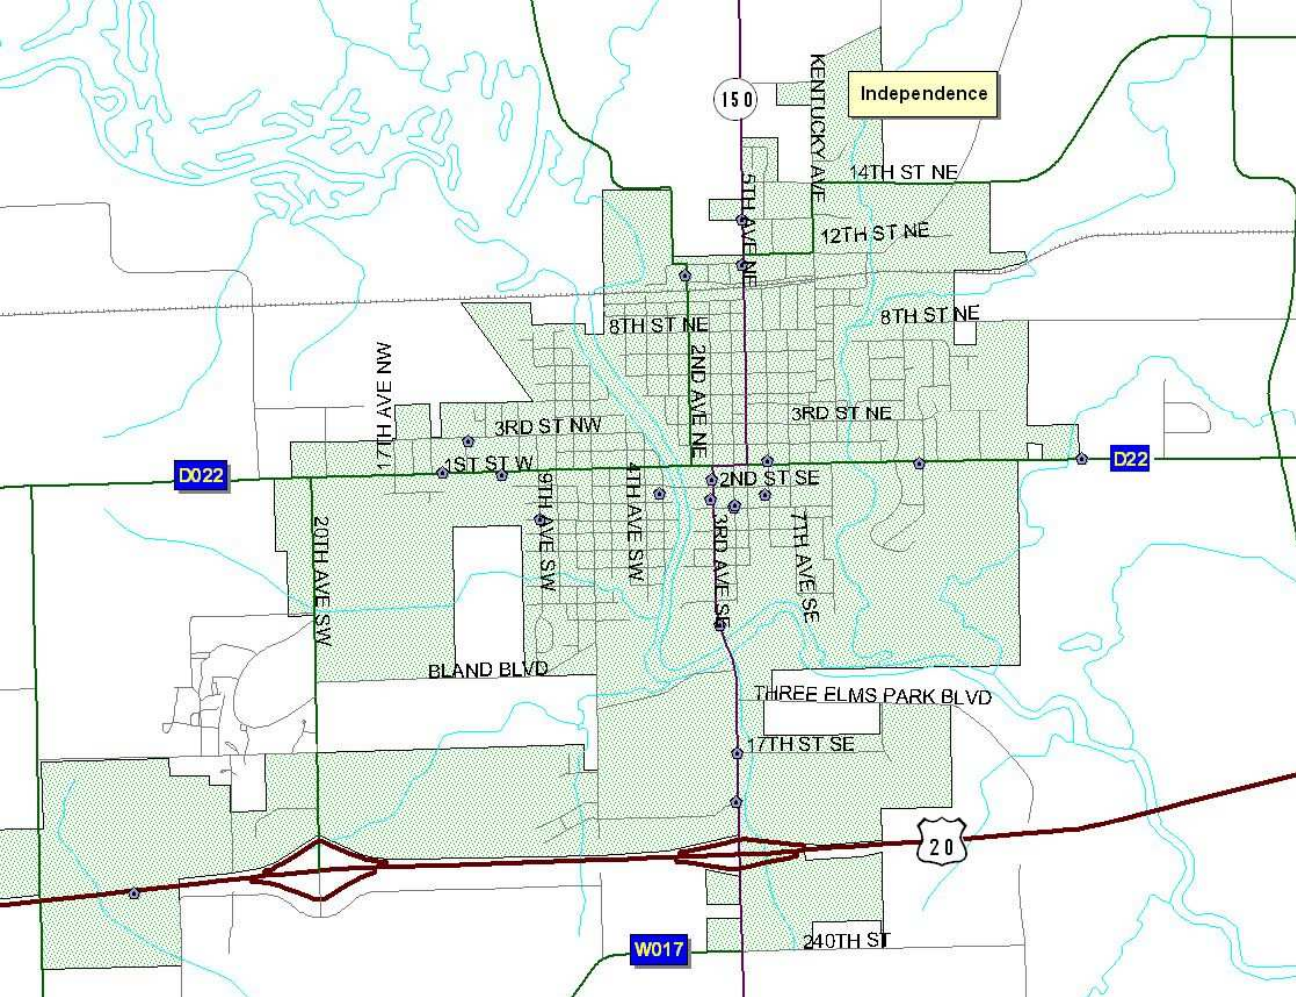 Independence
150
KENTUCKY AVE
14TH ST NE
5TH AVE NE
12TH ST NE
8TH ST NE
8TH ST NE
17TH AVE NW
2ND AVE NE
3RD ST NE
3RD ST NW
1ST ST W
D022
D22
2ND ST SE
9TH AVE SW
4TH AVE SW
20TH AVE SW
3RD AVE SE
7TH AVE SE
BLAND BLVD
THREE ELMS PARK BLVD
17TH ST SE
20
240TH ST
W017